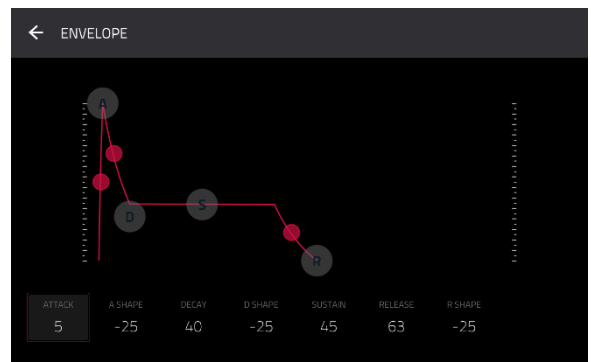 ENVELOPE
A
D
S
R
ATTACK A SHAPE DECAY D SHAPE SUSTAIN RELEASE R SHAPE
5 -25 40 -25 45 63 -25